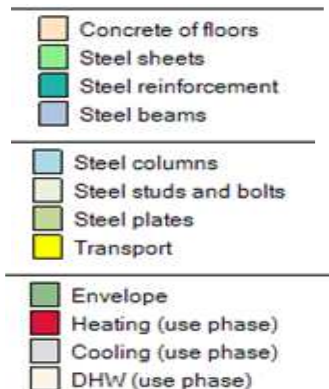 Concrete of floors
Steel sheets
Steel reinforcement
Steel beams
Steel columns
Steel studs and bolts
Steel plates
Transport
Envelope
Heating (use phase)
Cooling (use phase)
DHW (use phase)